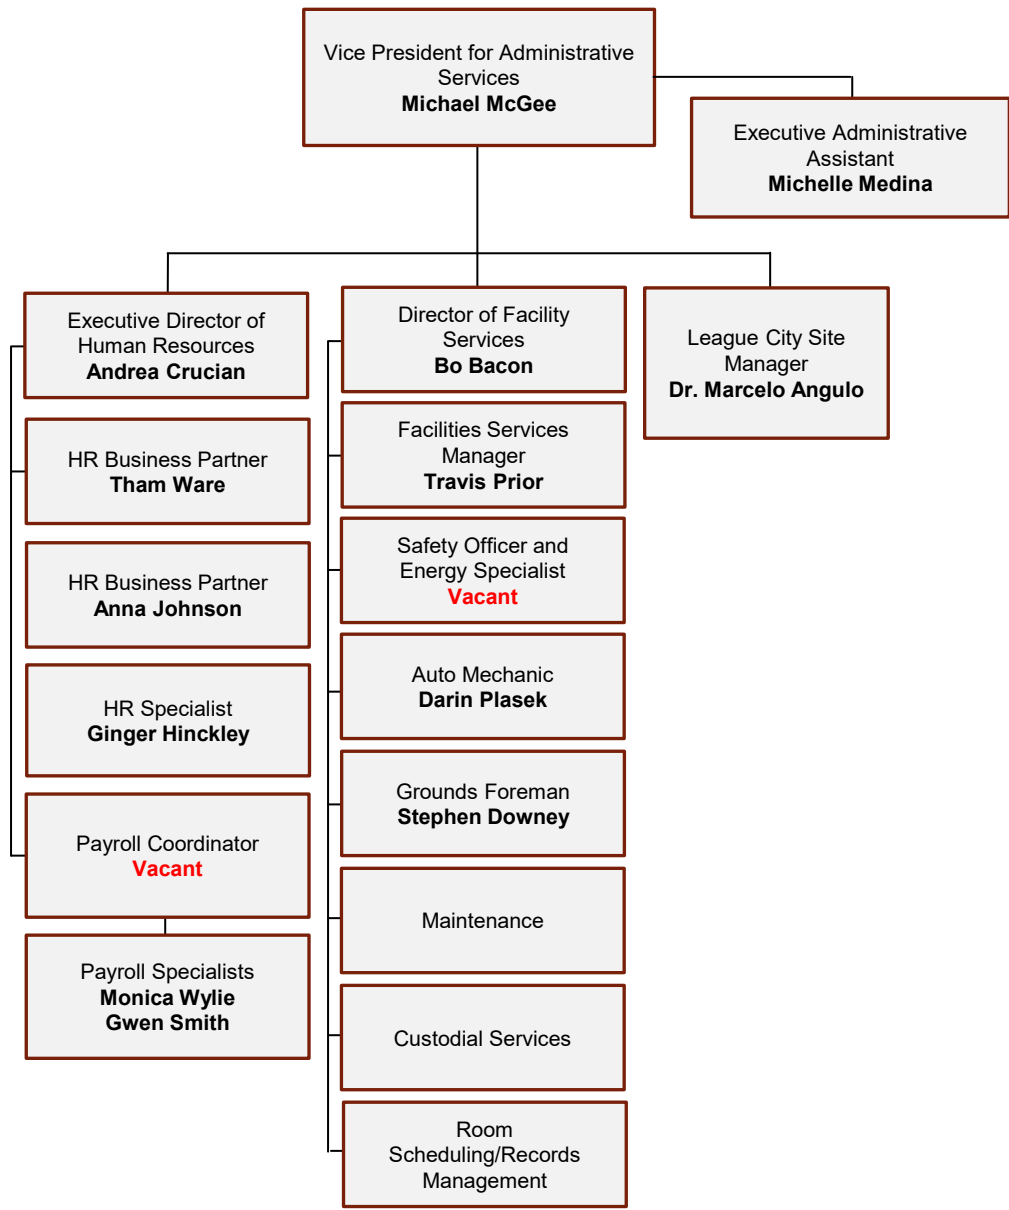 Vice President for Administrative
Services
Michael McGee
Executive Administrative
Assistant
Michelle Medina
Executive Director of
Human Resources
Andrea Crucian
HR Business Partner
Tham Ware
HR Business Partner
Anna Johnson
HR Specialist
Ginger Hinckley
Payroll Coordinator
Vacant
Payroll Specialists
Monica Wylie
Gwen Smith
Director of Facility
Services
Bo Bacon
Facilities Services
Manager
Travis Prior
Safety Officer and
Energy Specialist
Vacant
Auto Mechanic
Darin Plasek
Grounds Foreman
Stephen Downey
Maintenance
Custodial Services
Room
Scheduling/Records
Management
League City Site
Manager
Dr. Marcelo Angulo